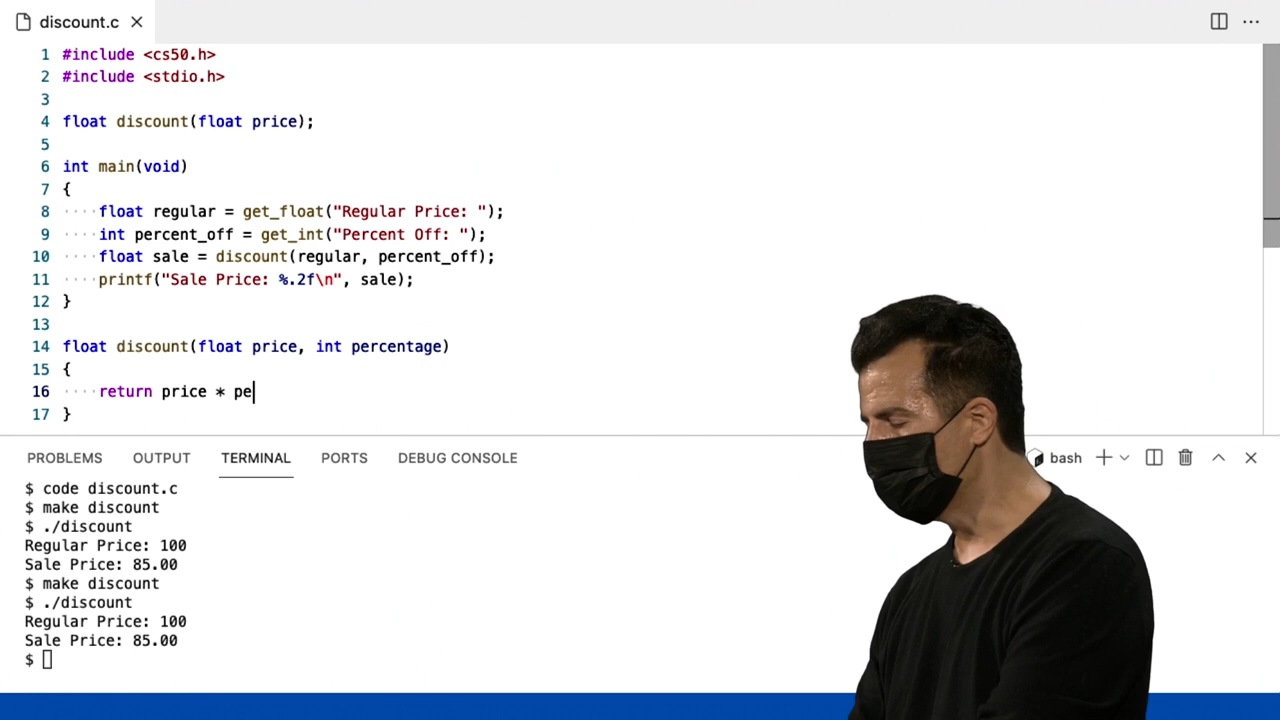 discount.c
1 #include <cs50.h>
2 #include <stdio.h>
3
4 float discount(float price);
5
6 int main(void)
7 {
8 ····float regular = get_float("Regular Price: ");
9 ····int percent_off = get_int("Percent Off: ");
10 ····float sale = discount(regular, percent_off);
11 ····printf("Sale Price: %.2f\n", sale);
12 }
13
14 float discount(float price, int percentage)
15 {
16 ····return price * pe
17 }
PROBLEMS OUTPUT TERMINAL PORTS DEBUG CONSOLE bash
$ code discount.c
$ make discount
$ ./discount
Regular Price: 100
Sale Price: 85.00
$ make discount
$ ./discount
Regular Price: 100
Sale Price: 85.00
$